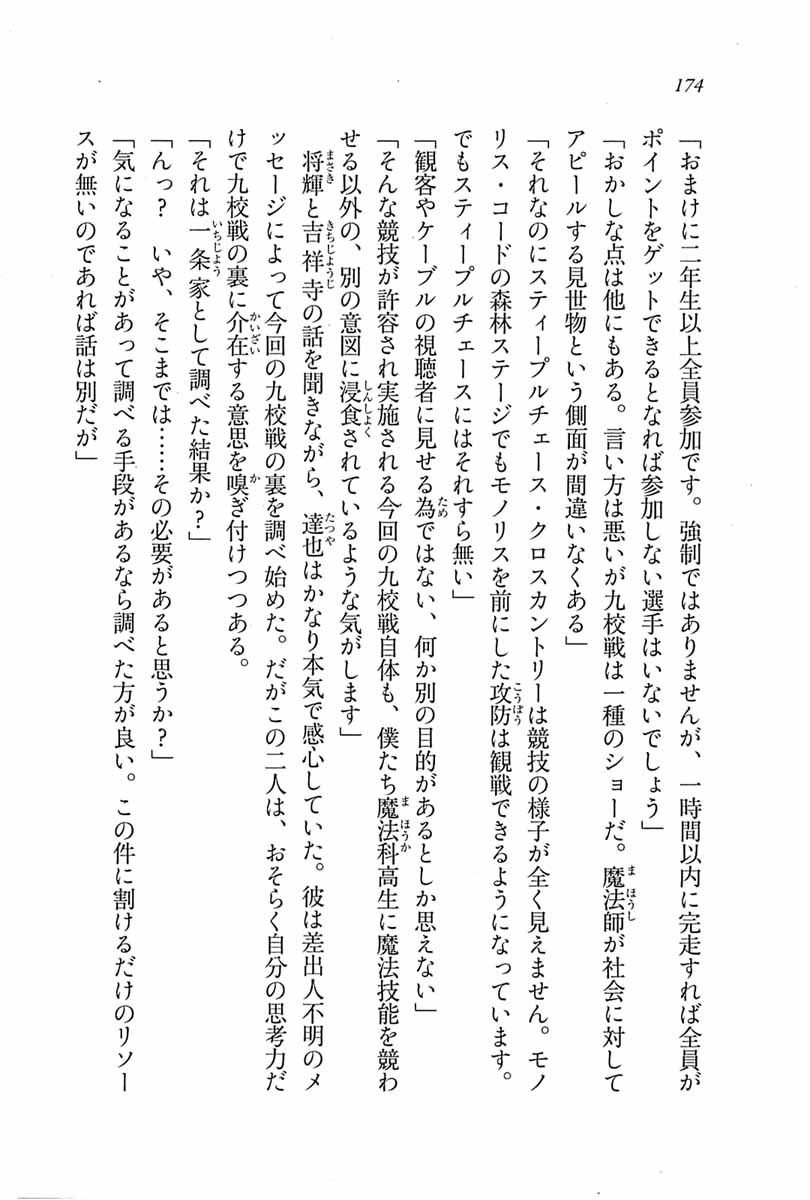 174
「おまけに二年生以上全員参加です。強制ではありませんが、一時間以内に完走すれば全員が
ポイントをゲットできるとなれば参加しない選手はいないでしょう」
「おかしな点は他にもある。言い方は悪いが九校戦は一種のショーだ。魔法師が社会に対して
アピールする見世物という側面が間違いなくある」
「それなのにスティープルチェース・クロスカントリーは競技の様子が全く見えません。モノ
リス・コードの森林ステージでもモノリスを前にした攻防は観戦できるようになっています。
でもスティープルチェースにはそれすら無い」
「観客やケーブルの視聴者に見せる為ではない、何か別の目的があるとしか思えない」
「そんな競技が許容され実施される今回の九校戦自体も、僕たち魔法科高生に魔法技能を競わ
せる以外の、別の意図に浸食されているような気がします」
将輝と吉祥寺の話を聞きながら、達也はかなり本気で感心していた。彼は差出人不明のメ
ッセージによって今回の九校戦の裏を調べ始めた。だがこの二人は、おそらく自分の思考力だ
けで九校戦の裏に介在する意思を嗅ぎ付けつつある。
「それは一条家として調べた結果か？」
「んっ？　いや、そこまでは……その必要があると思うか？」
「気になることがあって調べる手段があるなら調べた方が良い。この件に割けるだけのリソー
スが無いのであれば話は別だが」